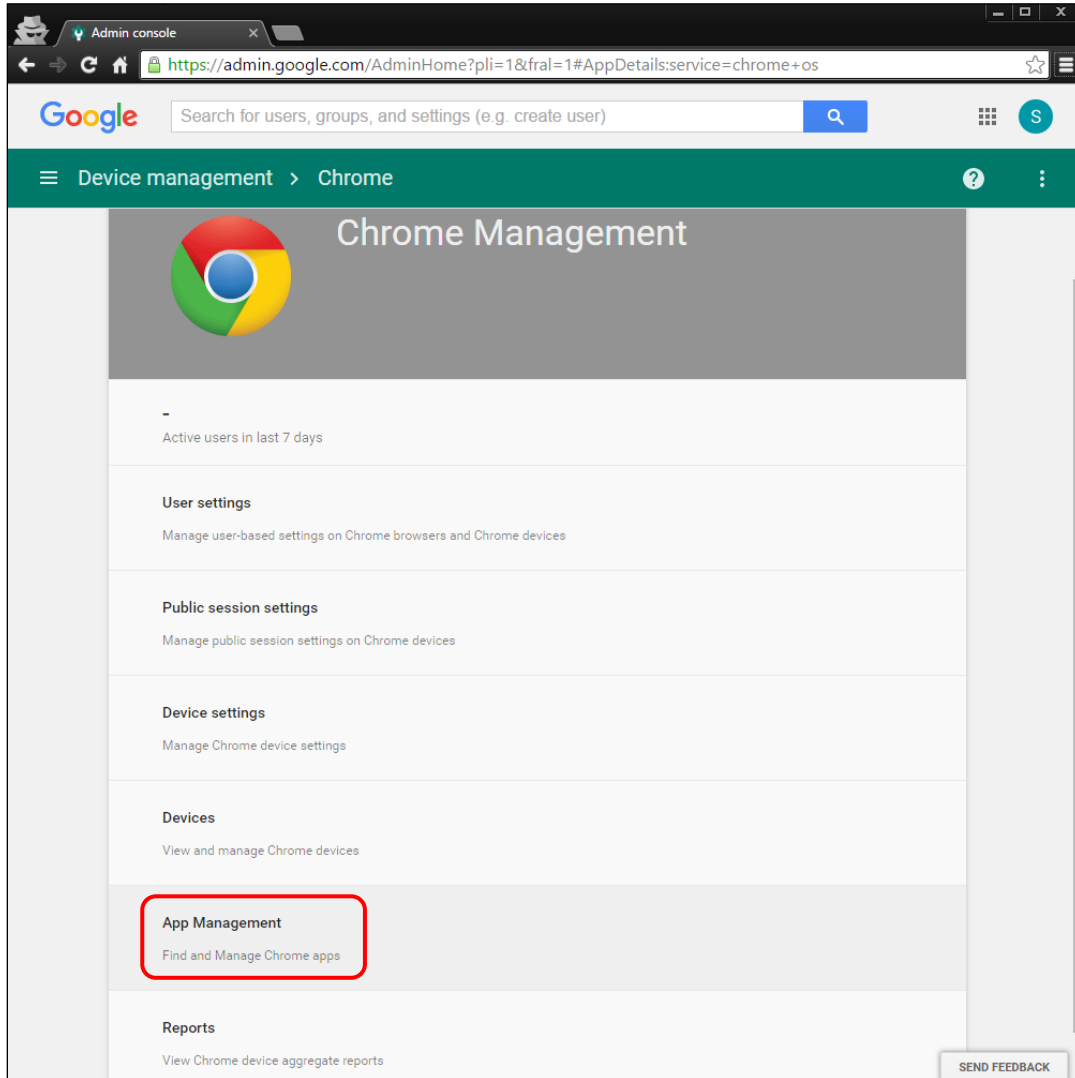 Admin console
https://admin.google.com/AdminHome?pli=1&fral=1#AppDetails:service=chrome+os
Google
Search for users, groups, and settings (e.g. create user)
S
Device management > Chrome
Chrome Management
-
Active users in last 7 days
User settings
Manage user-based settings on Chrome browsers and Chrome devices
Public session settings
Manage public session settings on Chrome devices
Device settings
Manage Chrome device settings
Devices
View and manage Chrome devices
App Management
Find and Manage Chrome apps
Reports
View Chrome device aggregate reports
SEND FEEDBACK